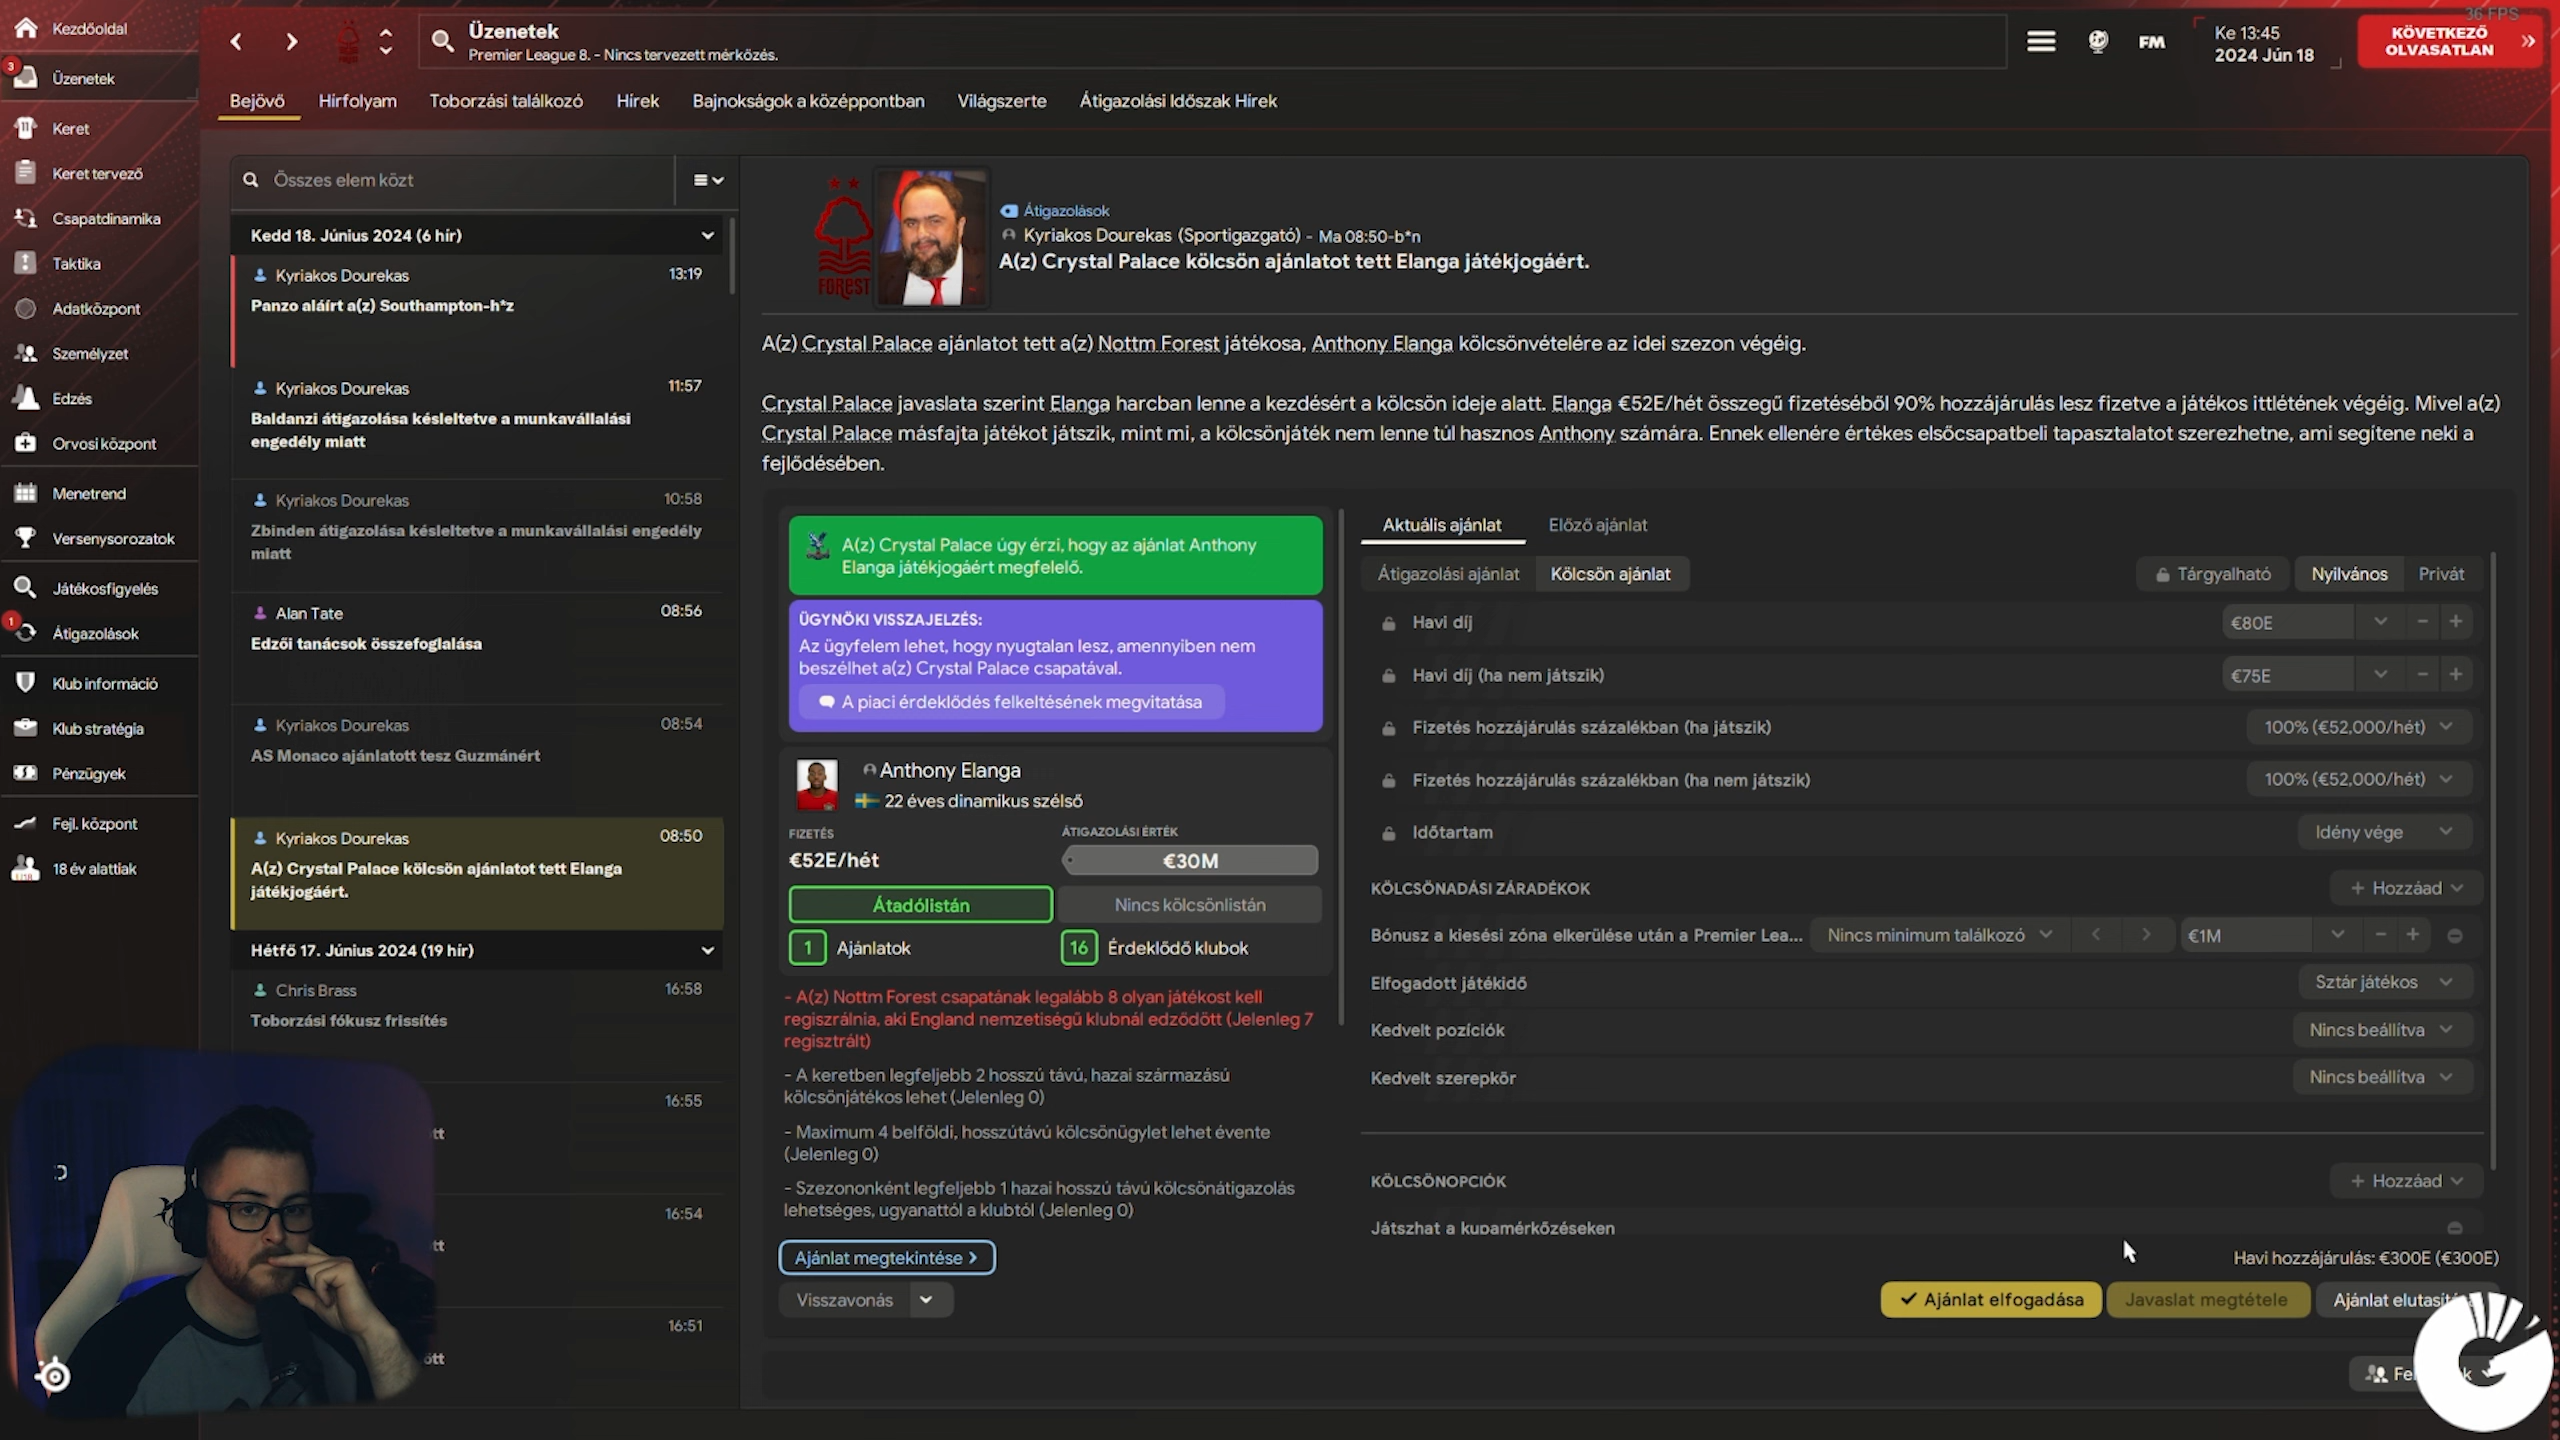 Kezdőoldal
3
Üzenetek
Keret
Keret tervező
Csapatdinamika
Taktika
Adatközpont
Személyzet
Edzés
Orvosi központ
Menetrend
Versenysorozatok
Játékosfigyelés
1
Átigazolások
Klub információ
Klub stratégia
Pénzügyek
Fejl. központ
18 év alattiak
Üzenetek
Premier League 8. - Nincs tervezett mérkőzés.
FM
36 FPS
Ke 13:45
2024 Jún 18
KÖVETKEZŐ
OLVASATLAN
Bejövő
Hírfolyam
Toborzási találkozó
Hírek
Bajnokságok a középpontban
Világszerte
Átigazolási Időszak Hírek
Összes elem közt
Kedd 18. Június 2024 (6 hír)
Kyriakos Dourekas 13:19
Panzo aláírt a(z) Southampton-h*z
Kyriakos Dourekas 11:57
Baldanzi átigazolása késleltetve a munkavállalási
engedély miatt
Kyriakos Dourekas 10:58
Zbinden átigazolása késleltetve a munkavállalási engedély
miatt
Alan Tate 08:56
Edzői tanácsok összefoglalása
Kyriakos Dourekas 08:54
AS Monaco ajánlatott tesz Guzmánért
Kyriakos Dourekas 08:50
A(z) Crystal Palace kölcsön ajánlatot tett Elanga
játékjogáért.
Hétfő 17. Június 2024 (19 hír)
Chris Brass 16:58
Toborzási fókusz frissítés
16:55
tt
16:54
tt
16:51
ött
FOREST
Átigazolások
Kyriakos Dourekas (Sportigazgató) - Ma 08:50-b*n
A(z) Crystal Palace kölcsön ajánlatot tett Elanga játékjogáért.
A(z) Crystal Palace ajánlatot tett a(z) Nottm Forest játékosa, Anthony Elanga kölcsönvételére az idei szezon végéig.
Crystal Palace javaslata szerint Elanga harcban lenne a kezdésért a kölcsön ideje alatt. Elanga €52E/hét összegű fizetéséből 90% hozzájárulás lesz fizetve a játékos ittlétének végéig. Mivel a(z)
Crystal Palace másfajta játékot játszik, mint mi, a kölcsönjáték nem lenne túl hasznos Anthony számára. Ennek ellenére értékes elsőcsapatbeli tapasztalatot szerezhetne, ami segítene neki a
fejlődésében.
A(z) Crystal Palace úgy érzi, hogy az ajánlat Anthony
Elanga játékjogáért megfelelő.
ÜGYNÖKI VISSZAJELZÉS:
Az ügyfelem lehet, hogy nyugtalan lesz, amennyiben nem
beszélhet a(z) Crystal Palace csapatával.
A piaci érdeklődés felkeltésének megvitatása
Anthony Elanga
22 éves dinamikus szélső
FIZETÉS
ÁTIGAZOLÁSI ÉRTÉK
€52E/hét
€30M
Átadólistán
Nincs kölcsönlistán
1 Ajánlatok
16 Érdeklődő klubok
- A(z) Nottm Forest csapatának legalább 8 olyan játékost kell
regiszrálnia, aki England nemzetiségű klubnál edződött (Jelenleg 7
regisztrált)
- A keretben legfeljebb 2 hosszú távú, hazai származású
kölcsönjátékos lehet (Jelenleg 0)
- Maximum 4 belföldi, hosszútávú kölcsönügylet lehet évente
(Jelenleg 0)
- Szezononként legfeljebb 1 hazai hosszú távú kölcsönátigazolás
lehetséges, ugyanattól a klubtól (Jelenleg 0)
Ajánlat megtekintése
Visszavonás
Aktuális ajánlat
Előző ajánlat
Átigazolási ajánlat
Kölcsön ajánlat
Tárgyalható
Nyilvános
Privát
Havi díj €80E
Havi díj (ha nem játszik) €75E
Fizetés hozzájárulás százalékban (ha játszik) 100% (€52,000/hét)
Fizetés hozzájárulás százalékban (ha nem játszik) 100% (€52,000/hét)
Időtartam Idény vége
KÖLCSÖNADÁSI ZÁRADÉKOK + Hozzáad
Bónusz a kiesési zóna elkerülése után a Premier Lea... Nincs minimum találkozó €1M
Elfogadott játékidő Sztár játékos
Kedvelt pozíciók Nincs beállítva
Kedvelt szerepkör Nincs beállítva
KÖLCSÖNOPCIÓK + Hozzáad
Játszhat a kupamérkőzéseken
Havi hozzájárulás: €300E (€300E)
Ajánlat elfogadása
Javaslat megtétele
Ajánlat elutasít